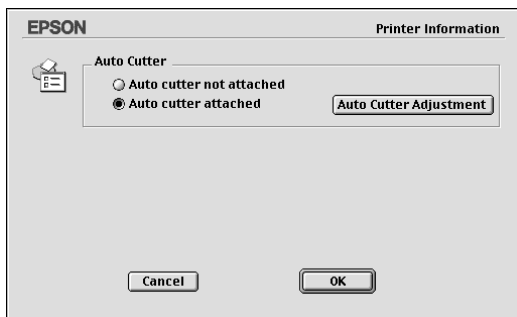 EPSON Printer Information
Auto Cutter
Auto cutter not attached
Auto cutter attached Auto Cutter Adjustment
Cancel OK